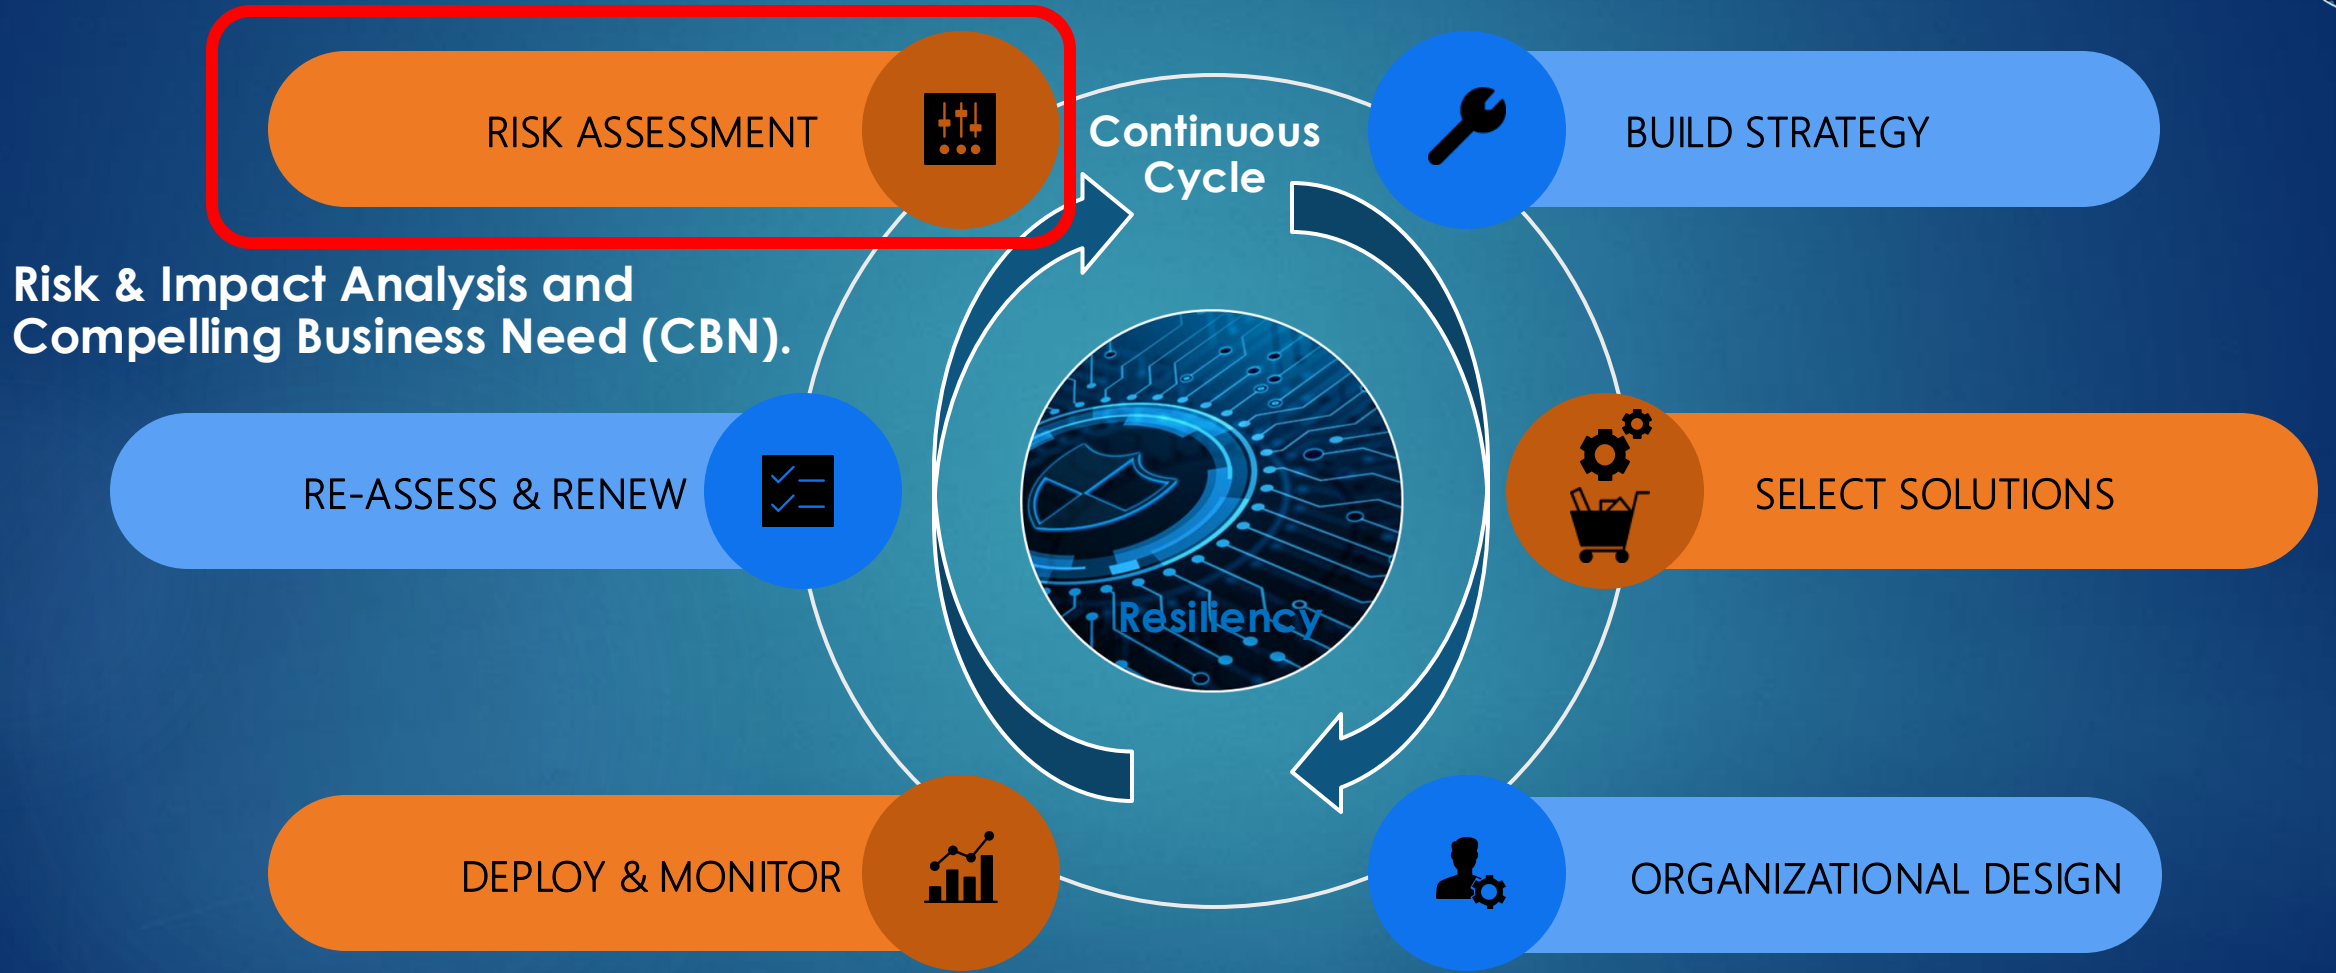 RISK ASSESSMENT
Continuous
Cycle
BUILD STRATEGY
Risk & Impact Analysis and
Compelling Business Need (CBN).
RE-ASSESS & RENEW
SELECT SOLUTIONS
Resiliency
DEPLOY & MONITOR
ORGANIZATIONAL DESIGN